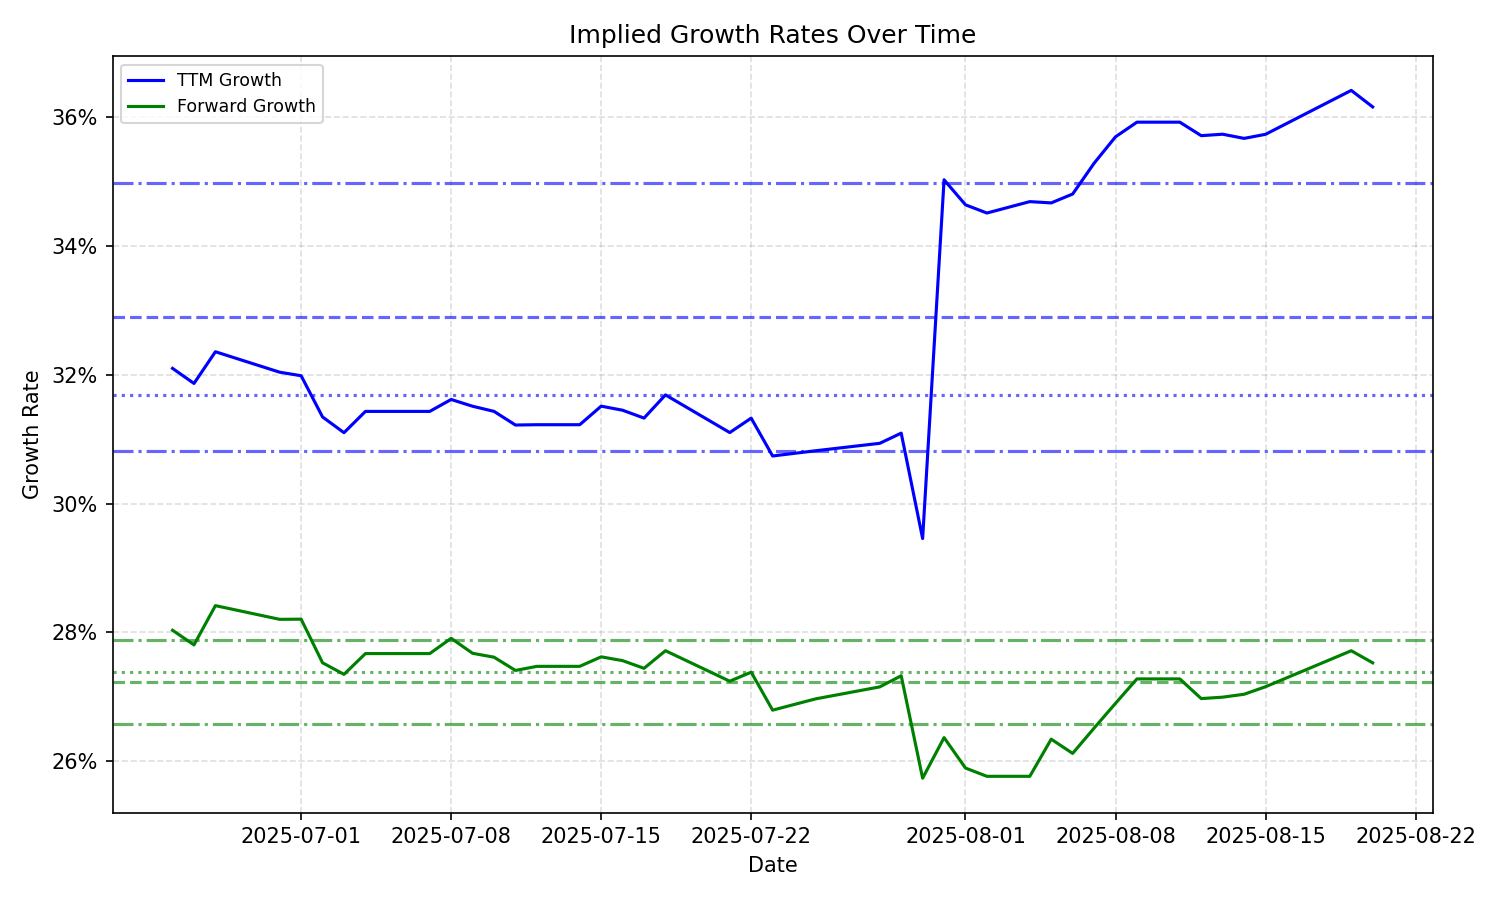 Implied Growth Rates Over Time
TTM Growth
Forward Growth
36%
34%
32%
30%
28%
26%
Growth Rate
2025-07-01
2025-07-08
2025-07-15
2025-07-22
2025-08-01
2025-08-08
2025-08-15
2025-08-22
Date